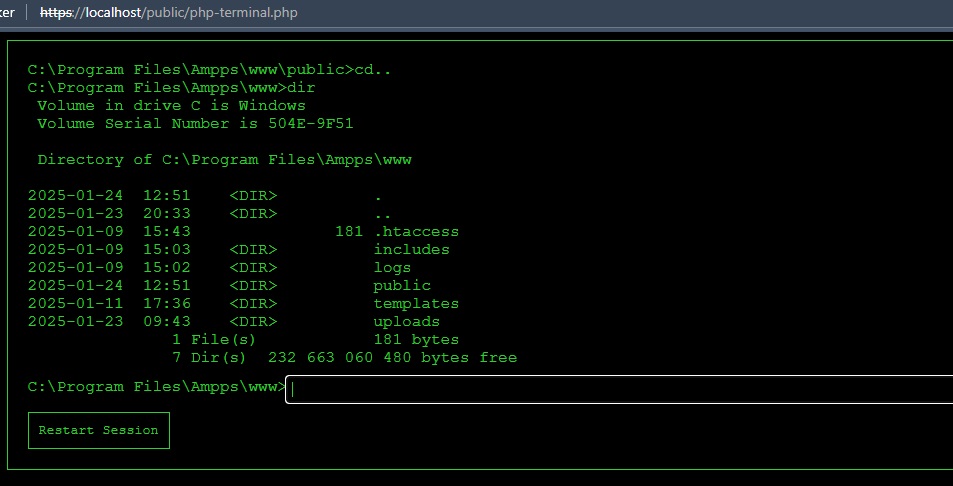 ker https://localhost/public/php-terminal.php
C:\Program Files\Ampps\www\public>cd..
C:\Program Files\Ampps\www>dir
Volume in drive C is Windows
Volume Serial Number is 504E-9F51
Directory of C:\Program Files\Ampps\www
2025-01-24 12:51 <DIR> .
2025-01-23 20:33 <DIR> ..
2025-01-09 15:43 181 .htaccess
2025-01-09 15:03 <DIR> includes
2025-01-09 15:02 <DIR> logs
2025-01-24 12:51 <DIR> public
2025-01-11 17:36 <DIR> templates
2025-01-23 09:43 <DIR> uploads
1 File(s) 181 bytes
7 Dir(s) 232 663 060 480 bytes free
C:\Program Files\Ampps\www>
Restart Session